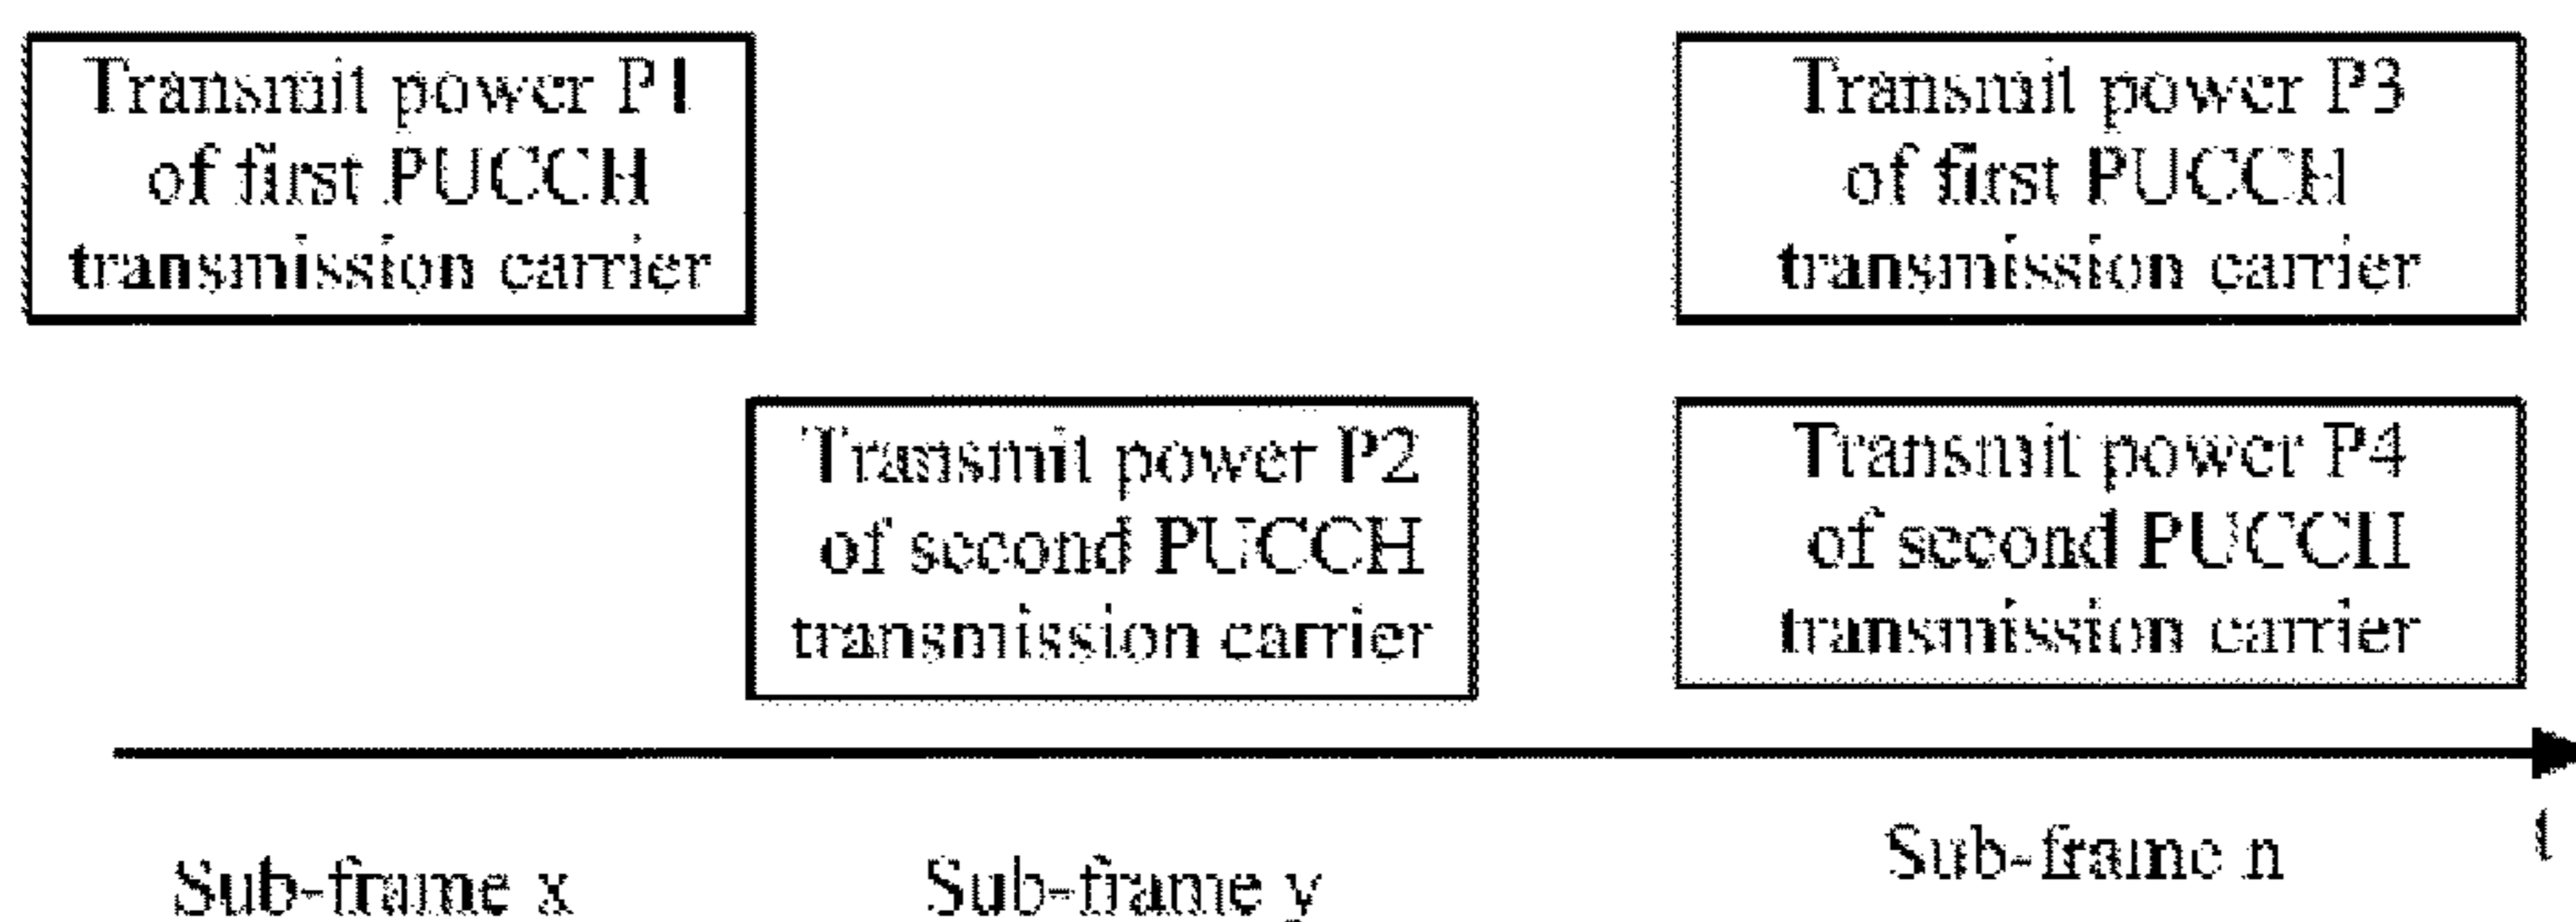 Transmit power P1
of first PUCCH
transmission carrier
Transmit power P3
of first PUCCH
transmission carrier
Transmit power P2
of second PUCCH
transmission carrier
Transmit power P4
of second PUCCH
transmission carrier
t
Sub-frame x
Sub-frame y
Sub-frame n